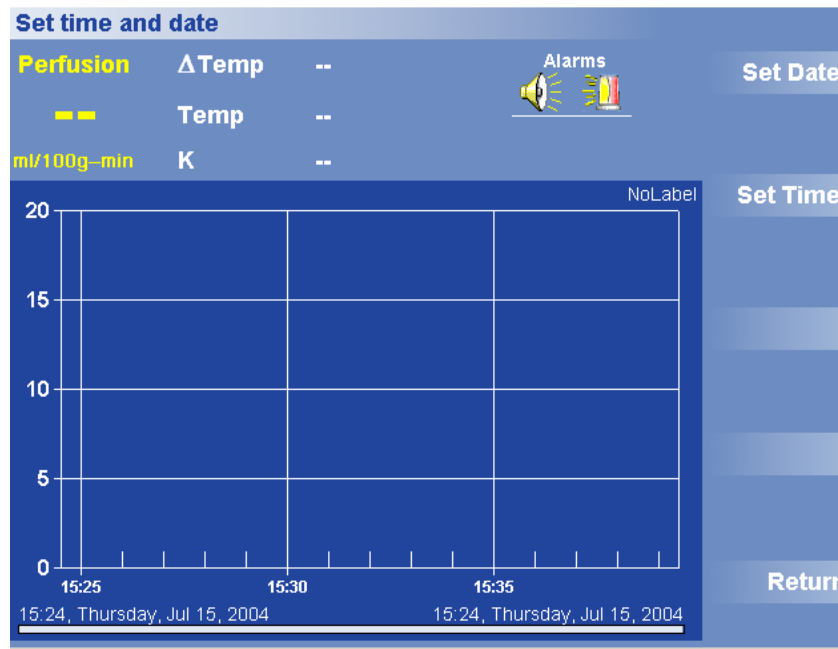 Set time and date
Perfusion ΔTemp -- Alarms Set Date
-- Temp --
ml/100g–min K --
NoLabel Set Time
20
15
10
5
0
15:25 15:30 15:35
Return
15:24, Thursday, Jul 15, 2004 15:24, Thursday, Jul 15, 2004